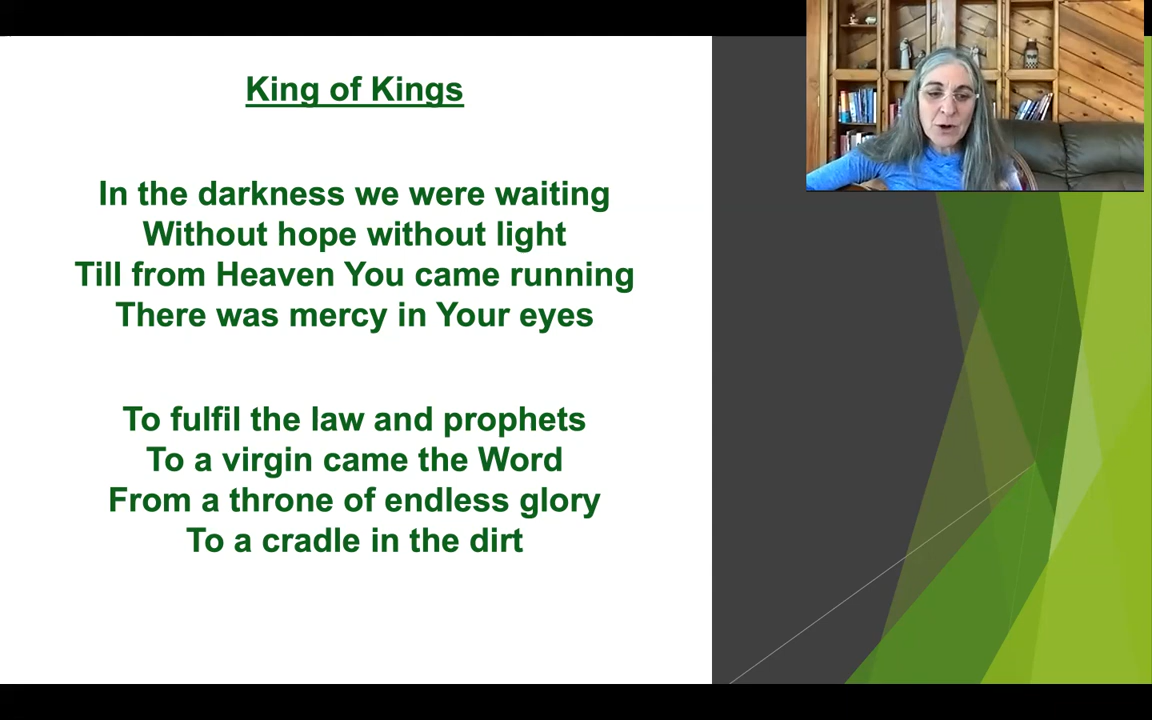 King of Kings
In the darkness we were waiting
Without hope without light
Till from Heaven You came running
There was mercy in Your eyes
To fulfil the law and prophets
To a virgin came the Word
From a throne of endless glory
To a cradle in the dirt